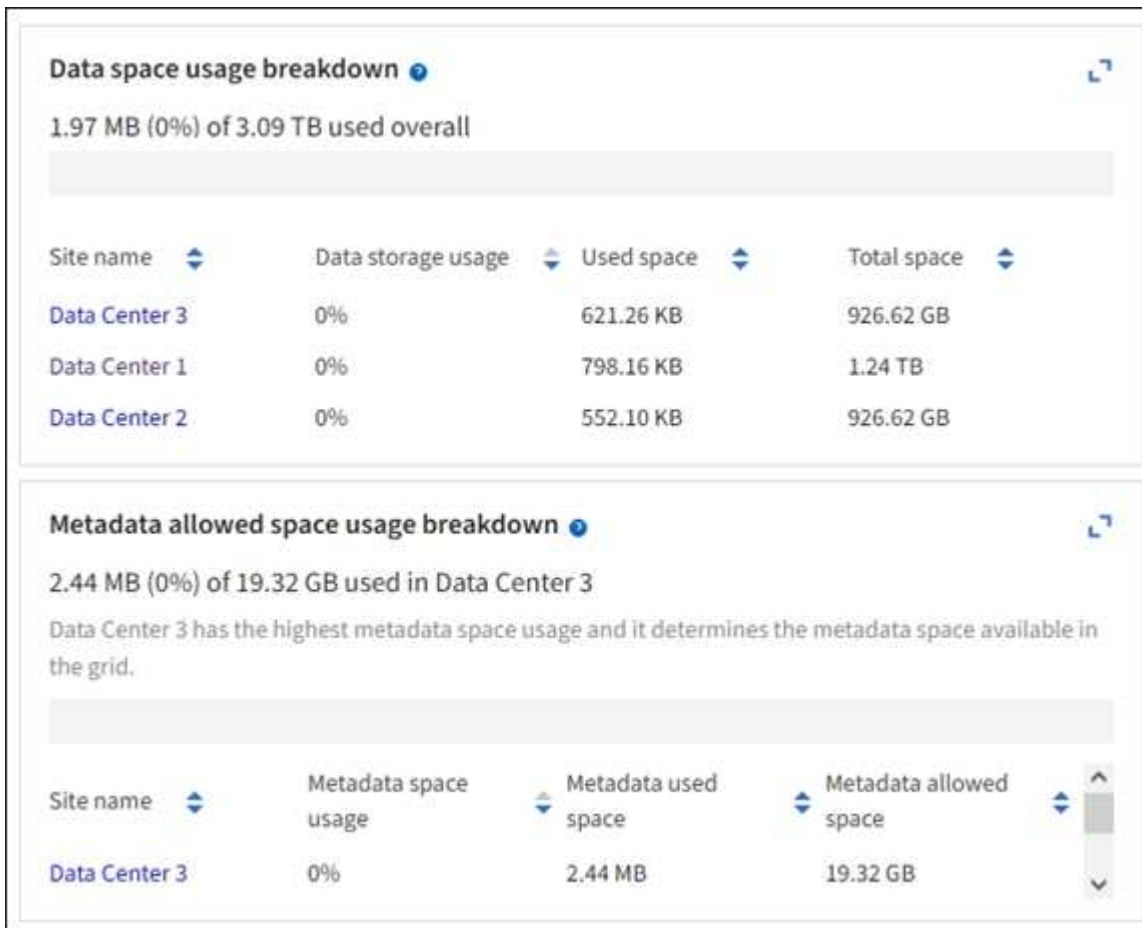 Data space usage breakdown ?
1.97 MB (0%) of 3.09 TB used overall
Site name Data storage usage Used space Total space
Data Center 3 0% 621.26 KB 926.62 GB
Data Center 1 0% 798.16 KB 1.24 TB
Data Center 2 0% 552.10 KB 926.62 GB
Metadata allowed space usage breakdown ?
2.44 MB (0%) of 19.32 GB used in Data Center 3
Data Center 3 has the highest metadata space usage and it determines the metadata space available in
the grid.
Site name Metadata space usage Metadata used space Metadata allowed space
Data Center 3 0% 2.44 MB 19.32 GB